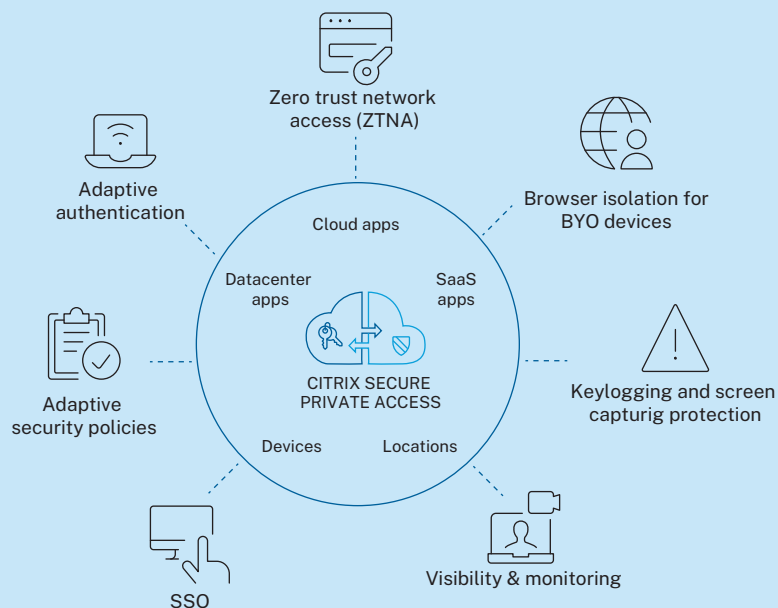 Zero trust network
access (ZTNA)
Adaptive
authentication
Browser isolation for
BYO devices
Cloud apps
Datacenter
apps
SaaS
apps
CITRIX SECURE
PRIVATE ACCESS
Adaptive
security policies
Keylogging and screen
capturig protection
Devices
Locations
SSO
Visibility & monitoring